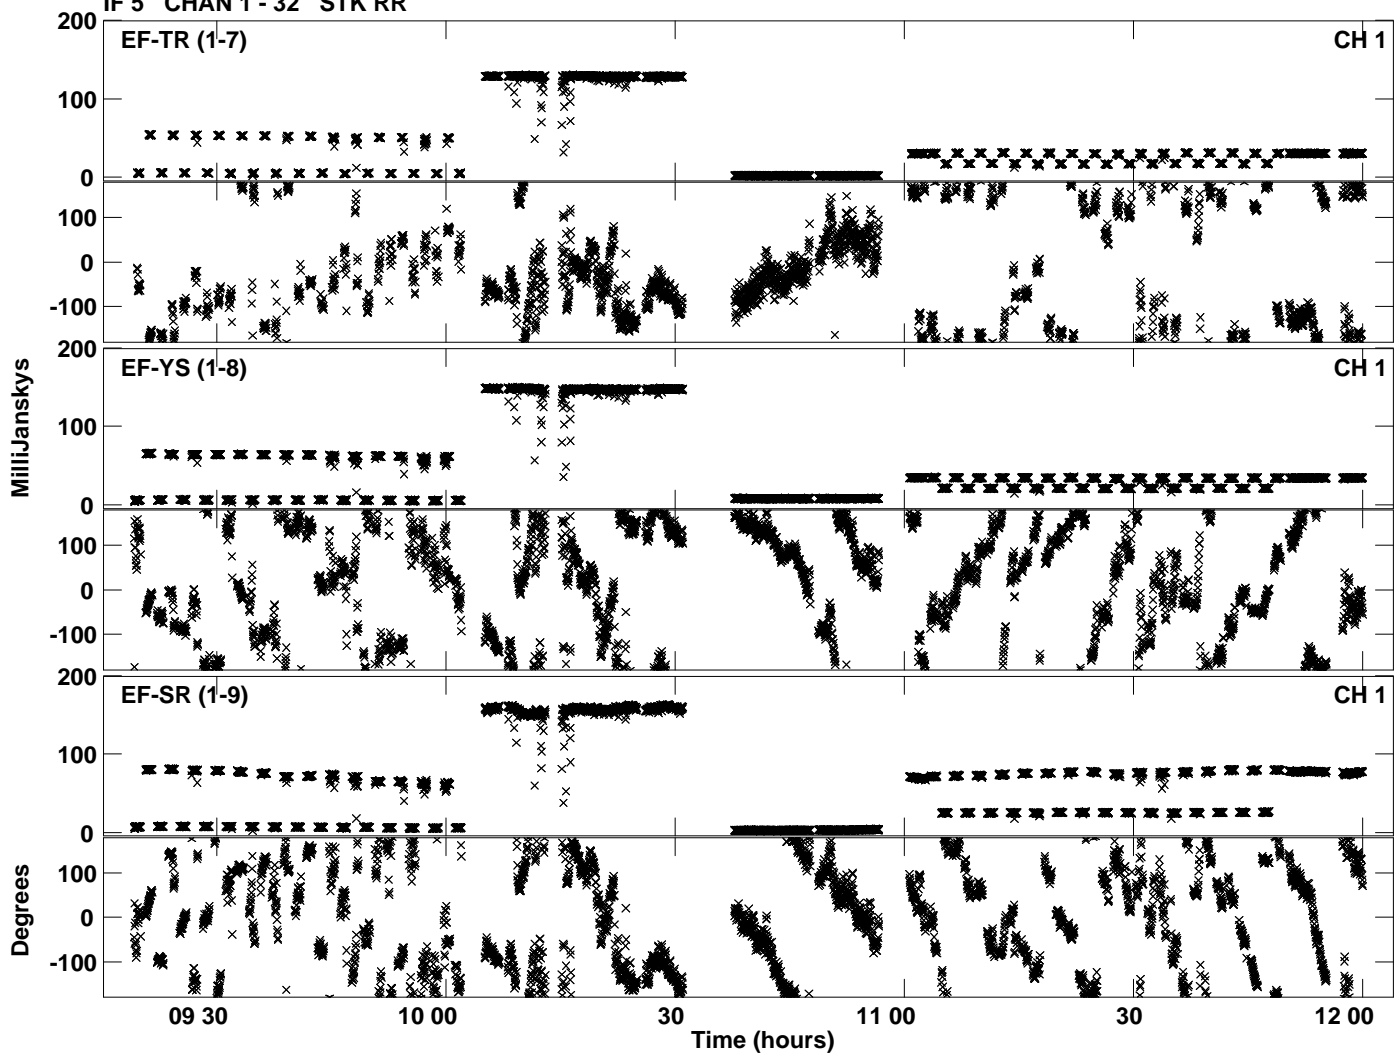 IF 5 CHAN 1 - 32 STK RR
200
EF-TR (1-7) CH 1
100
0
100
0
-100
200
EF-YS (1-8) CH 1
100
0
100
0
-100
200
EF-SR (1-9) CH 1
100
0
100
0
-100
MilliJanskys
Degrees
09 30 10 00 30 11 00 30 12 00
Time (hours)